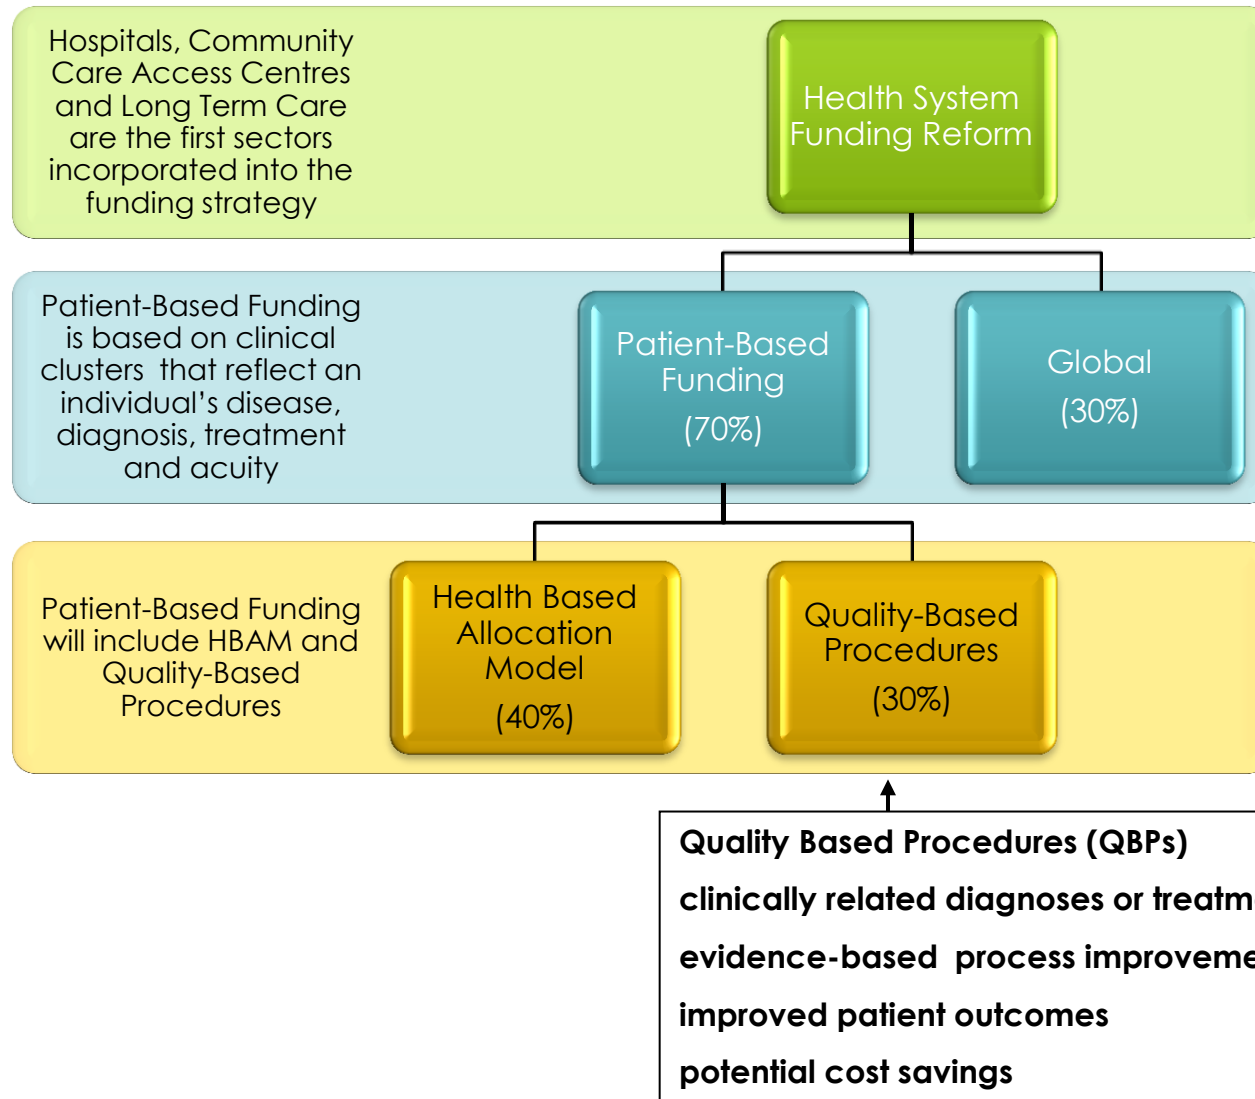 Hospitals, Community
Care Access Centres
and Long Term Care
are the first sectors
incorporated into the
funding strategy
Health System
Funding Reform
Patient-Based Funding
is based on clinical
clusters that reflect an
individual’s disease,
diagnosis, treatment
and acuity
Patient-Based
Funding
(70%)
Global
(30%)
Patient-Based Funding
will include HBAM and
Quality-Based
Procedures
Health Based
Allocation
Model
(40%)
Quality-Based
Procedures
(30%)
Quality Based Procedures (QBPs)
clinically related diagnoses or
evidence-based process
improved patient outcomes
potential cost savings